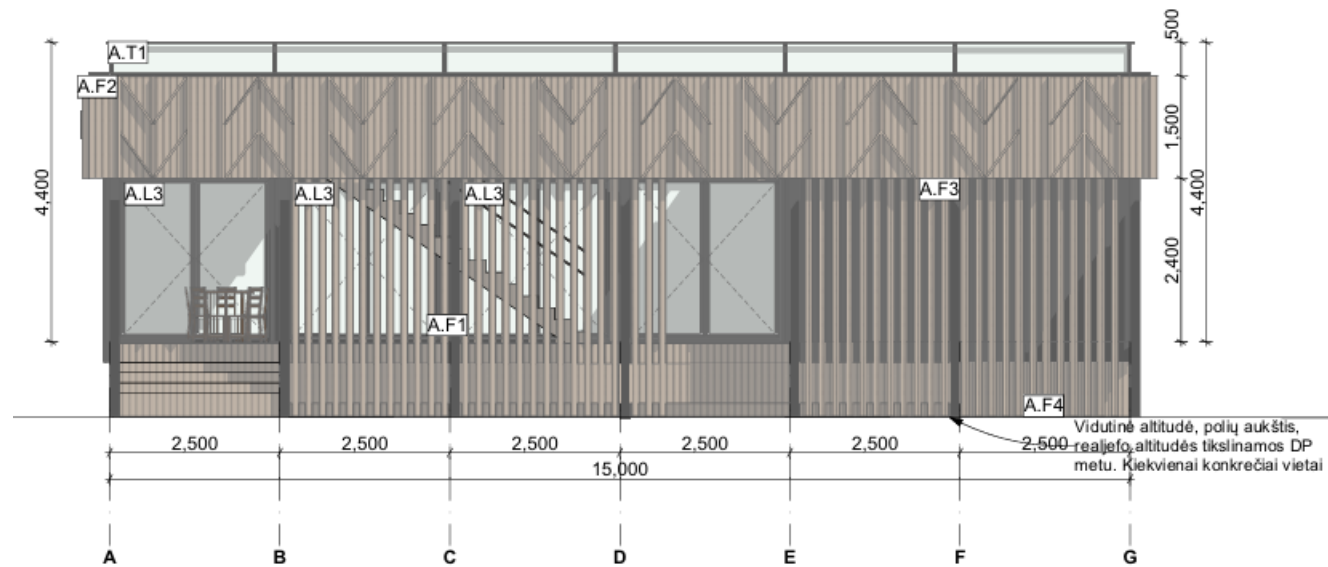 500
A.T1
A.F2
1,500
4,400
A.L3
A.L3
A.L3
A.F3
4,400
2,400
A.F1
A.F4
Vidutinė altitudė, polių aukštis,
realjefo altitudės tikslinamos DP
metu. Kiekvienai konkrečiai vietai
2,500
2,500
2,500
2,500
2,500
2,500
15,000
A
B
C
D
E
F
G